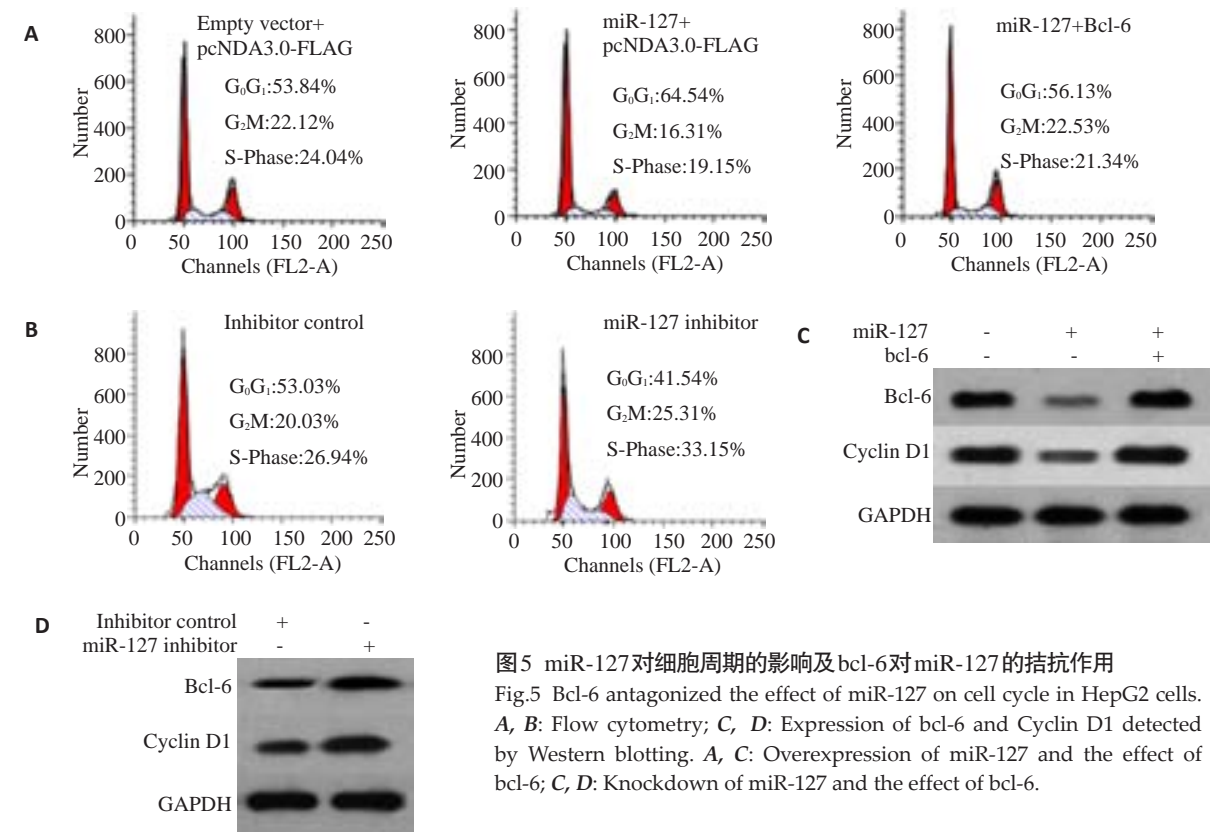 A
Empty vector+
pcNDA3.0-FLAG
G₀G₁:53.84%
G₂M:22.12%
S-Phase:24.04%
Number
800
600
400
200
0
0 50 100 150 200 250
Channels (FL2-A)
miR-127+
pcNDA3.0-FLAG
G₀G₁:64.54%
G₂M:16.31%
S-Phase:19.15%
Number
800
600
400
200
0
0 50 100 150 200 250
Channels (FL2-A)
miR-127+Bcl-6
G₀G₁:56.13%
G₂M:22.53%
S-Phase:21.34%
Number
800
600
400
200
0
0 50 100 150 200 250
Channels (FL2-A)
B
Inhibitor control
G₀G₁:53.03%
G₂M:20.03%
S-Phase:26.94%
Number
800
600
400
200
0
0 50 100 150 200 250
Channels (FL2-A)
miR-127 inhibitor
G₀G₁:41.54%
G₂M:25.31%
S-Phase:33.15%
Number
800
600
400
200
0
0 50 100 150 200 250
Channels (FL2-A)
C
miR-127 - + +
bcl-6 - - +
Bcl-6
Cyclin D1
GAPDH
D
Inhibitor control + -
miR-127 inhibitor - +
Bcl-6
Cyclin D1
GAPDH
图5 miR-127对细胞周期的影响及bcl-6对miR-127的拮抗作用
Fig.5 Bcl-6 antagonized the effect of miR-127 on cell cycle in HepG2 cells.
A, B: Flow cytometry; C, D: Expression of bcl-6 and Cyclin D1 detected
by Western blotting. A, C: Overexpression of miR-127 and the effect of
bcl-6; C, D: Knockdown of miR-127 and the effect of bcl-6.